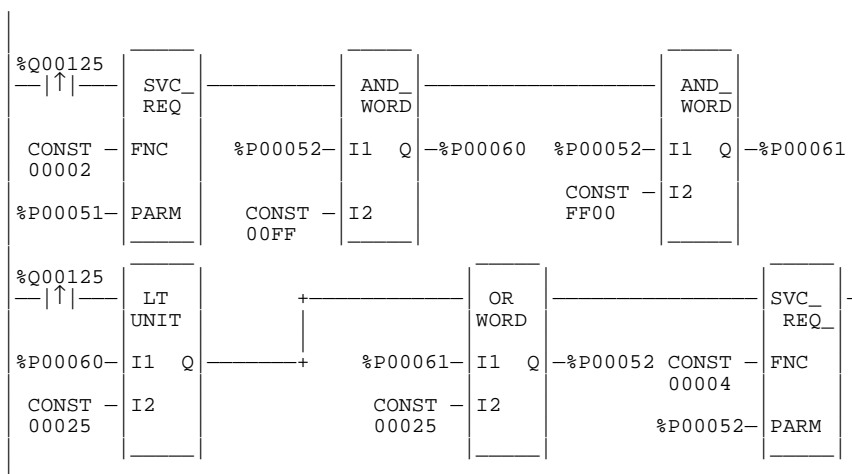 %Q00125
↑ SVC_ AND_ AND_
REQ WORD WORD
CONST FNC %P00052 I1 Q %P00060 %P00052 I1 Q %P00061
00002
CONST I2
%P00051 PARM CONST I2 FF00
00FF
%Q00125
↑ LT + OR SVC_
UNIT WORD REQ_
%P00060 I1 Q + %P00061 I1 Q %P00052 CONST FNC
00004
CONST I2 CONST I2
00025 00025 %P00052 PARM